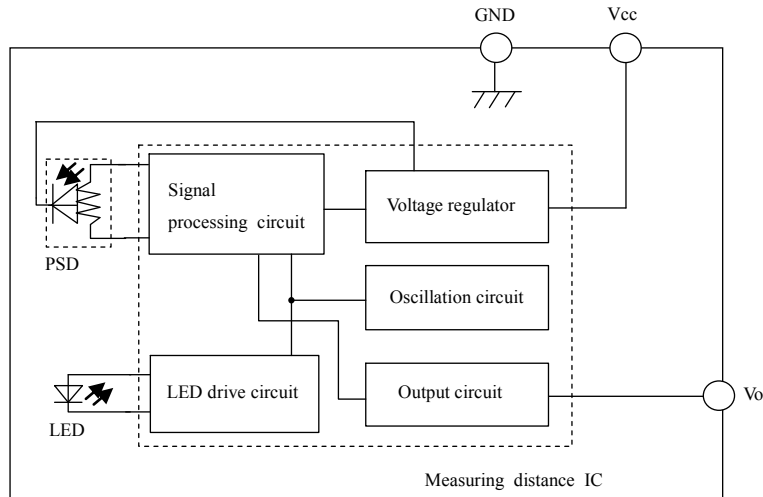 GND
Vcc
Signal
processing circuit
Voltage regulator
PSD
Oscillation circuit
LED drive circuit
Output circuit
Vo
LED
Measuring distance IC